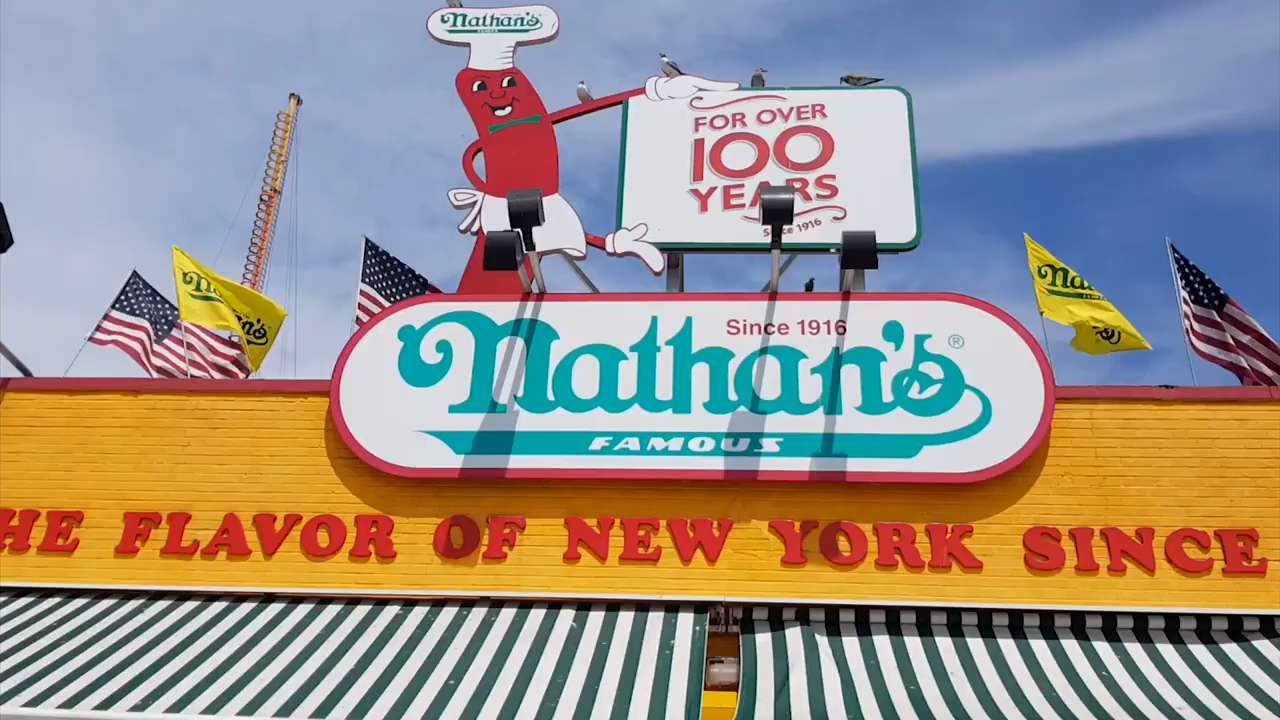 Nathan's
FOR OVER
100
YEARS
Since 1916
Since 1916
Nathan's®
FAMOUS
HE FLAVOR OF NEW YORK SINCE